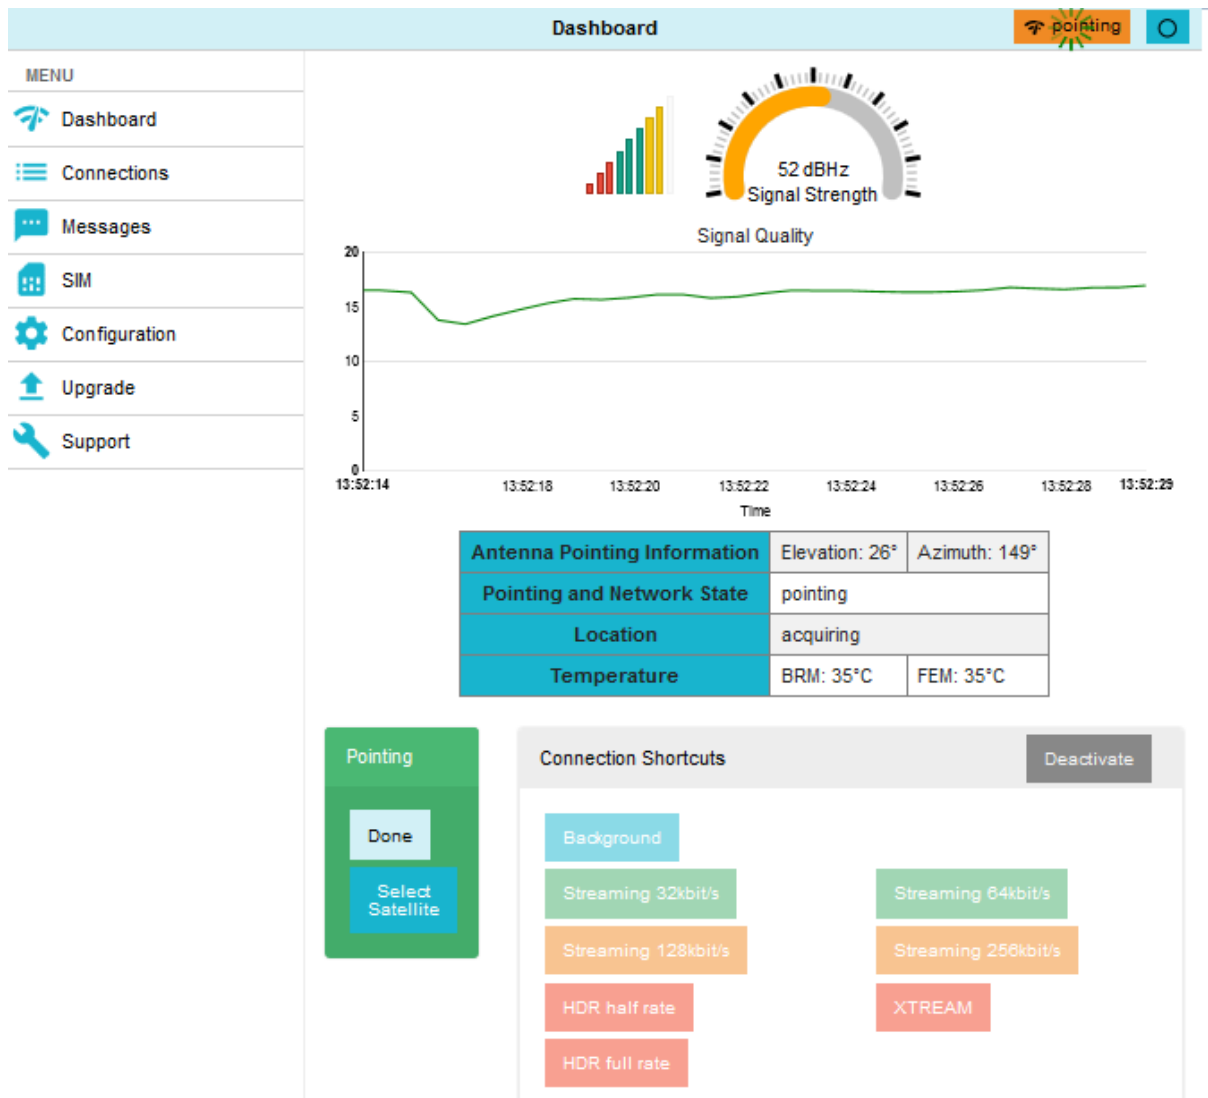 Dashboard
pointing
MENU
Dashboard
Connections
Messages
SIM
Configuration
Upgrade
Support
52 dBHz
Signal Strength
Signal Quality
20
15
10
5
0
13:52:14 13:52:18 13:52:20 13:52:22 13:52:24 13:52:26 13:52:28 13:52:29
Time
Antenna Pointing Information Elevation: 26° Azimuth: 149°
Pointing and Network State pointing
Location acquiring
Temperature BRM: 35°C FEM: 35°C
Pointing
Done
Select
Satellite
Connection Shortcuts Deactivate
Background
Streaming 32kbit/s Streaming 64kbit/s
Streaming 128kbit/s Streaming 256kbit/s
HDR half rate XTREAM
HDR full rate